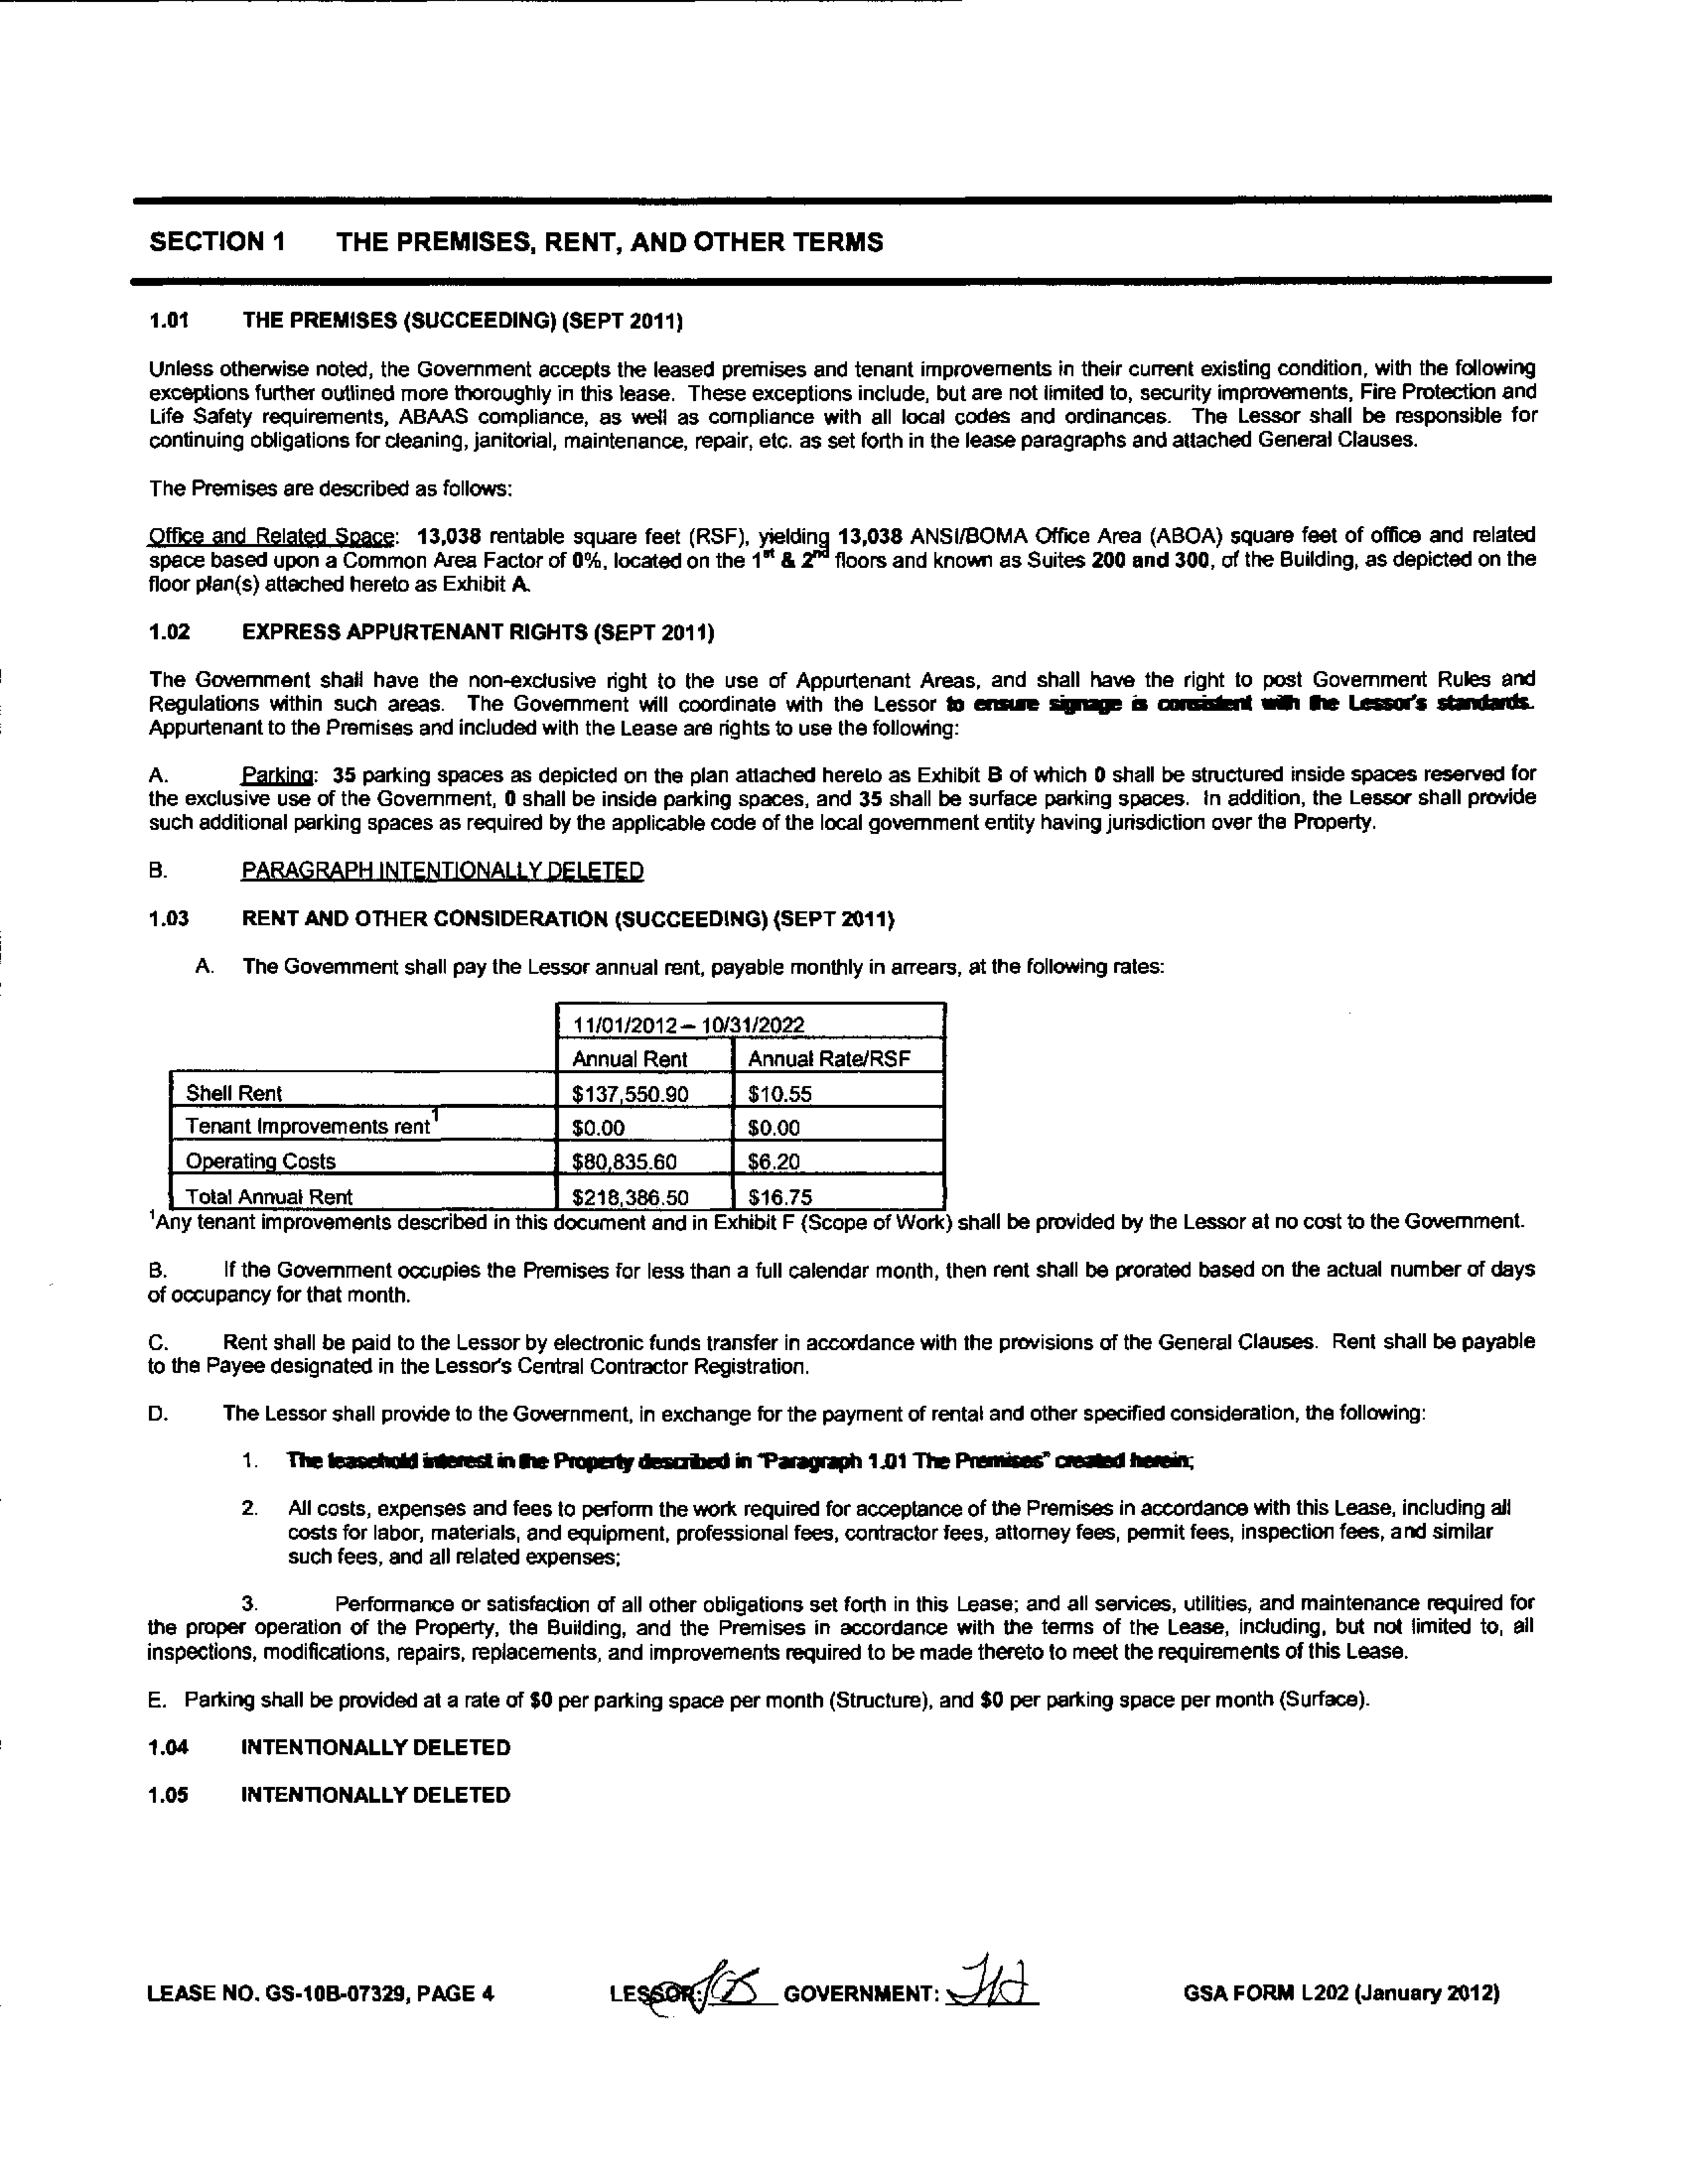 SECTION 1 THE PREMISES, RENT, AND OTHER TERMS
1.01 THE PREMISES (SUCCEEDING) (SEPT 2011)
Unless otherwise noted, the Government accepts the leased premises and tenant improvements in their current existing condition, with the following
exceptions further outlined more thoroughly in this lease. These exceptions include, but are not limited to, security improvements, Fire Protection and
Life Safety requirements, ABAAS compliance, as well as compliance with all local codes and ordinances. The Lessor shall be responsible for
continuing obligations for cleaning, janitorial, maintenance, repair, etc. as set forth in the lease paragraphs and attached General Clauses.
The Premises are described as follows:
Office and Related Space: 13,038 rentable square feet (RSF), yielding 13,038 ANSI/BOMA Office Area (ABOA) square feet of office and related
space based upon a Common Area Factor of 0%, located on the 1st & 2nd floors and known as Suites 200 and 300, of the Building, as depicted on the
floor plan(s) attached hereto as Exhibit A.
1.02 EXPRESS APPURTENANT RIGHTS (SEPT 2011)
The Government shall have the non-exclusive right to the use of Appurtenant Areas, and shall have the right to post Government Rules and
Regulations within such areas. The Government will coordinate with the Lessor to ensure signage is consistent with the Lessor's standards.
Appurtenant to the Premises and included with the Lease are rights to use the following:
A. Parking: 35 parking spaces as depicted on the plan attached hereto as Exhibit B of which 0 shall be structured inside spaces reserved for
the exclusive use of the Government, 0 shall be inside parking spaces, and 35 shall be surface parking spaces. In addition, the Lessor shall provide
such additional parking spaces as required by the applicable code of the local government entity having jurisdiction over the Property.
B. PARAGRAPH INTENTIONALLY DELETED
1.03 RENT AND OTHER CONSIDERATION (SUCCEEDING) (SEPT 2011)
A. The Government shall pay the Lessor annual rent, payable monthly in arrears, at the following rates:
11/01/2012 – 10/31/2022
Annual Rent Annual Rate/RSF
Shell Rent $137,550.90 $10.55
Tenant Improvements rent1 $0.00 $0.00
Operating Costs $80,835.60 $6.20
Total Annual Rent $218,386.50 $16.75
1Any tenant improvements described in this document and in Exhibit F (Scope of Work) shall be provided by the Lessor at no cost to the Government.
B. If the Government occupies the Premises for less than a full calendar month, then rent shall be prorated based on the actual number of days
of occupancy for that month.
C. Rent shall be paid to the Lessor by electronic funds transfer in accordance with the provisions of the General Clauses. Rent shall be payable
to the Payee designated in the Lessor's Central Contractor Registration.
D. The Lessor shall provide to the Government, in exchange for the payment of rental and other specified consideration, the following:
1. The leasehold interest in the Property described in "Paragraph 1.01 The Premises" created herein;
2. All costs, expenses and fees to perform the work required for acceptance of the Premises in accordance with this Lease, including all
costs for labor, materials, and equipment, professional fees, contractor fees, attorney fees, permit fees, inspection fees, and similar
such fees, and all related expenses;
3. Performance or satisfaction of all other obligations set forth in this Lease; and all services, utilities, and maintenance required for
the proper operation of the Property, the Building, and the Premises in accordance with the terms of the Lease, including, but not limited to, all
inspections, modifications, repairs, replacements, and improvements required to be made thereto to meet the requirements of this Lease.
E. Parking shall be provided at a rate of $0 per parking space per month (Structure), and $0 per parking space per month (Surface).
1.04 INTENTIONALLY DELETED
1.05 INTENTIONALLY DELETED
LEASE NO. GS-10B-07329, PAGE 4 LESSOR: GOVERNMENT: GSA FORM L202 (January 2012)